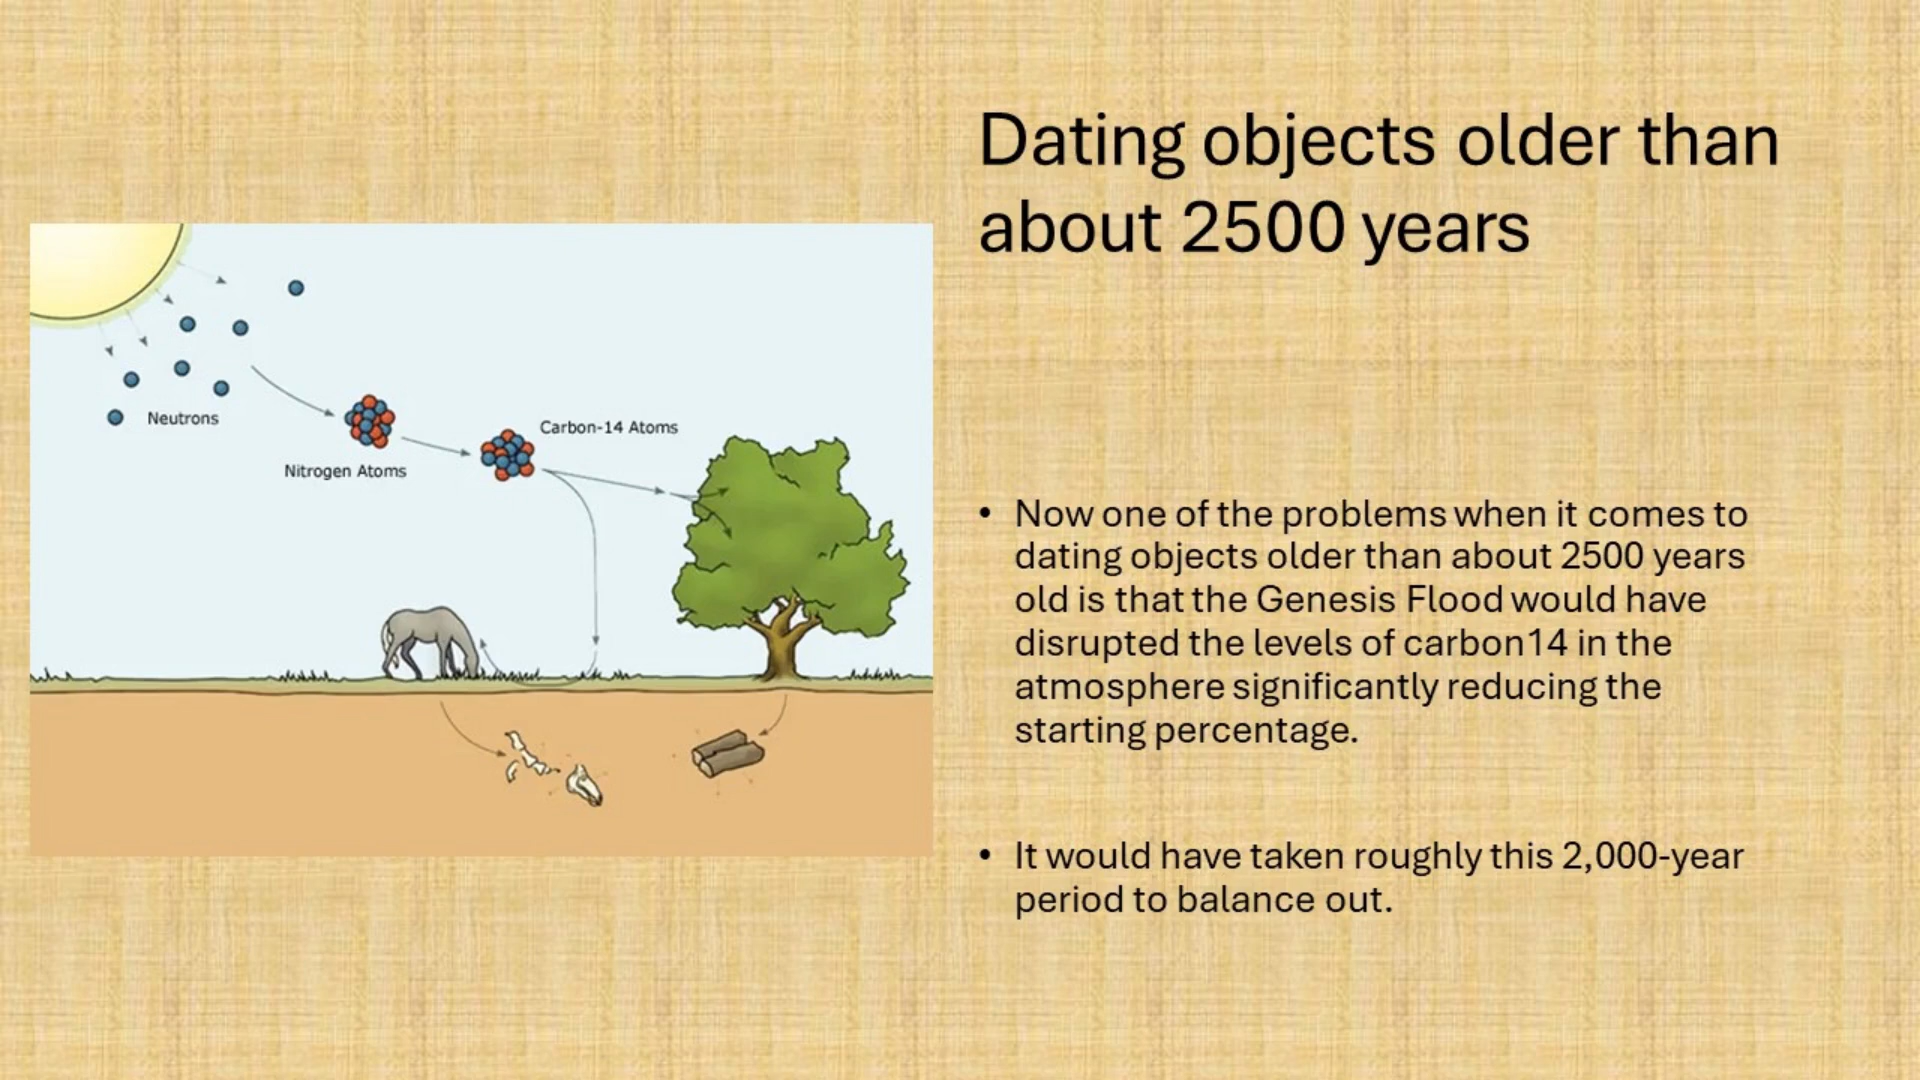 Dating objects older than
about 2500 years
Neutrons
Nitrogen Atoms
Carbon-14 Atoms
• Now one of the problems when it comes to
dating objects older than about 2500 years
old is that the Genesis Flood would have
disrupted the levels of carbon14 in the
atmosphere significantly reducing the
starting percentage.
• It would have taken roughly this 2,000-year
period to balance out.